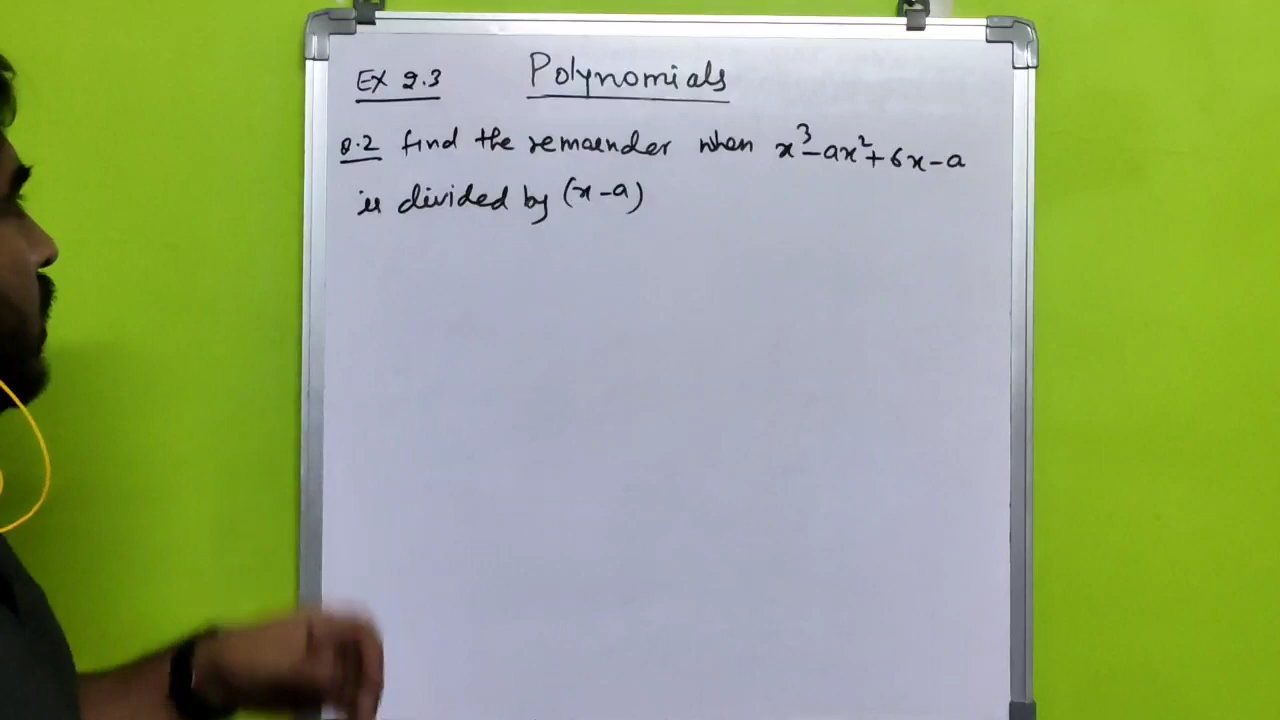 Ex 2.3 Polynomials
Q.2 find the remainder when x³-ax²+6x-a
is divided by (x-a)